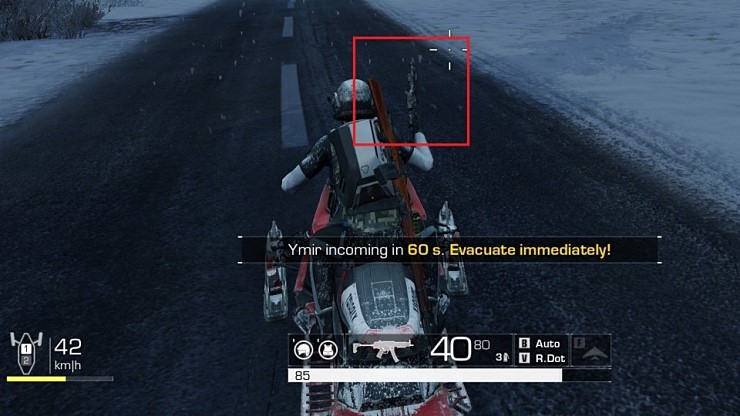 Ymir incoming in 60 s. Evacuate immediately!
1
2
42
km|h
40 80
3
B Auto
V R.Dot
F
85